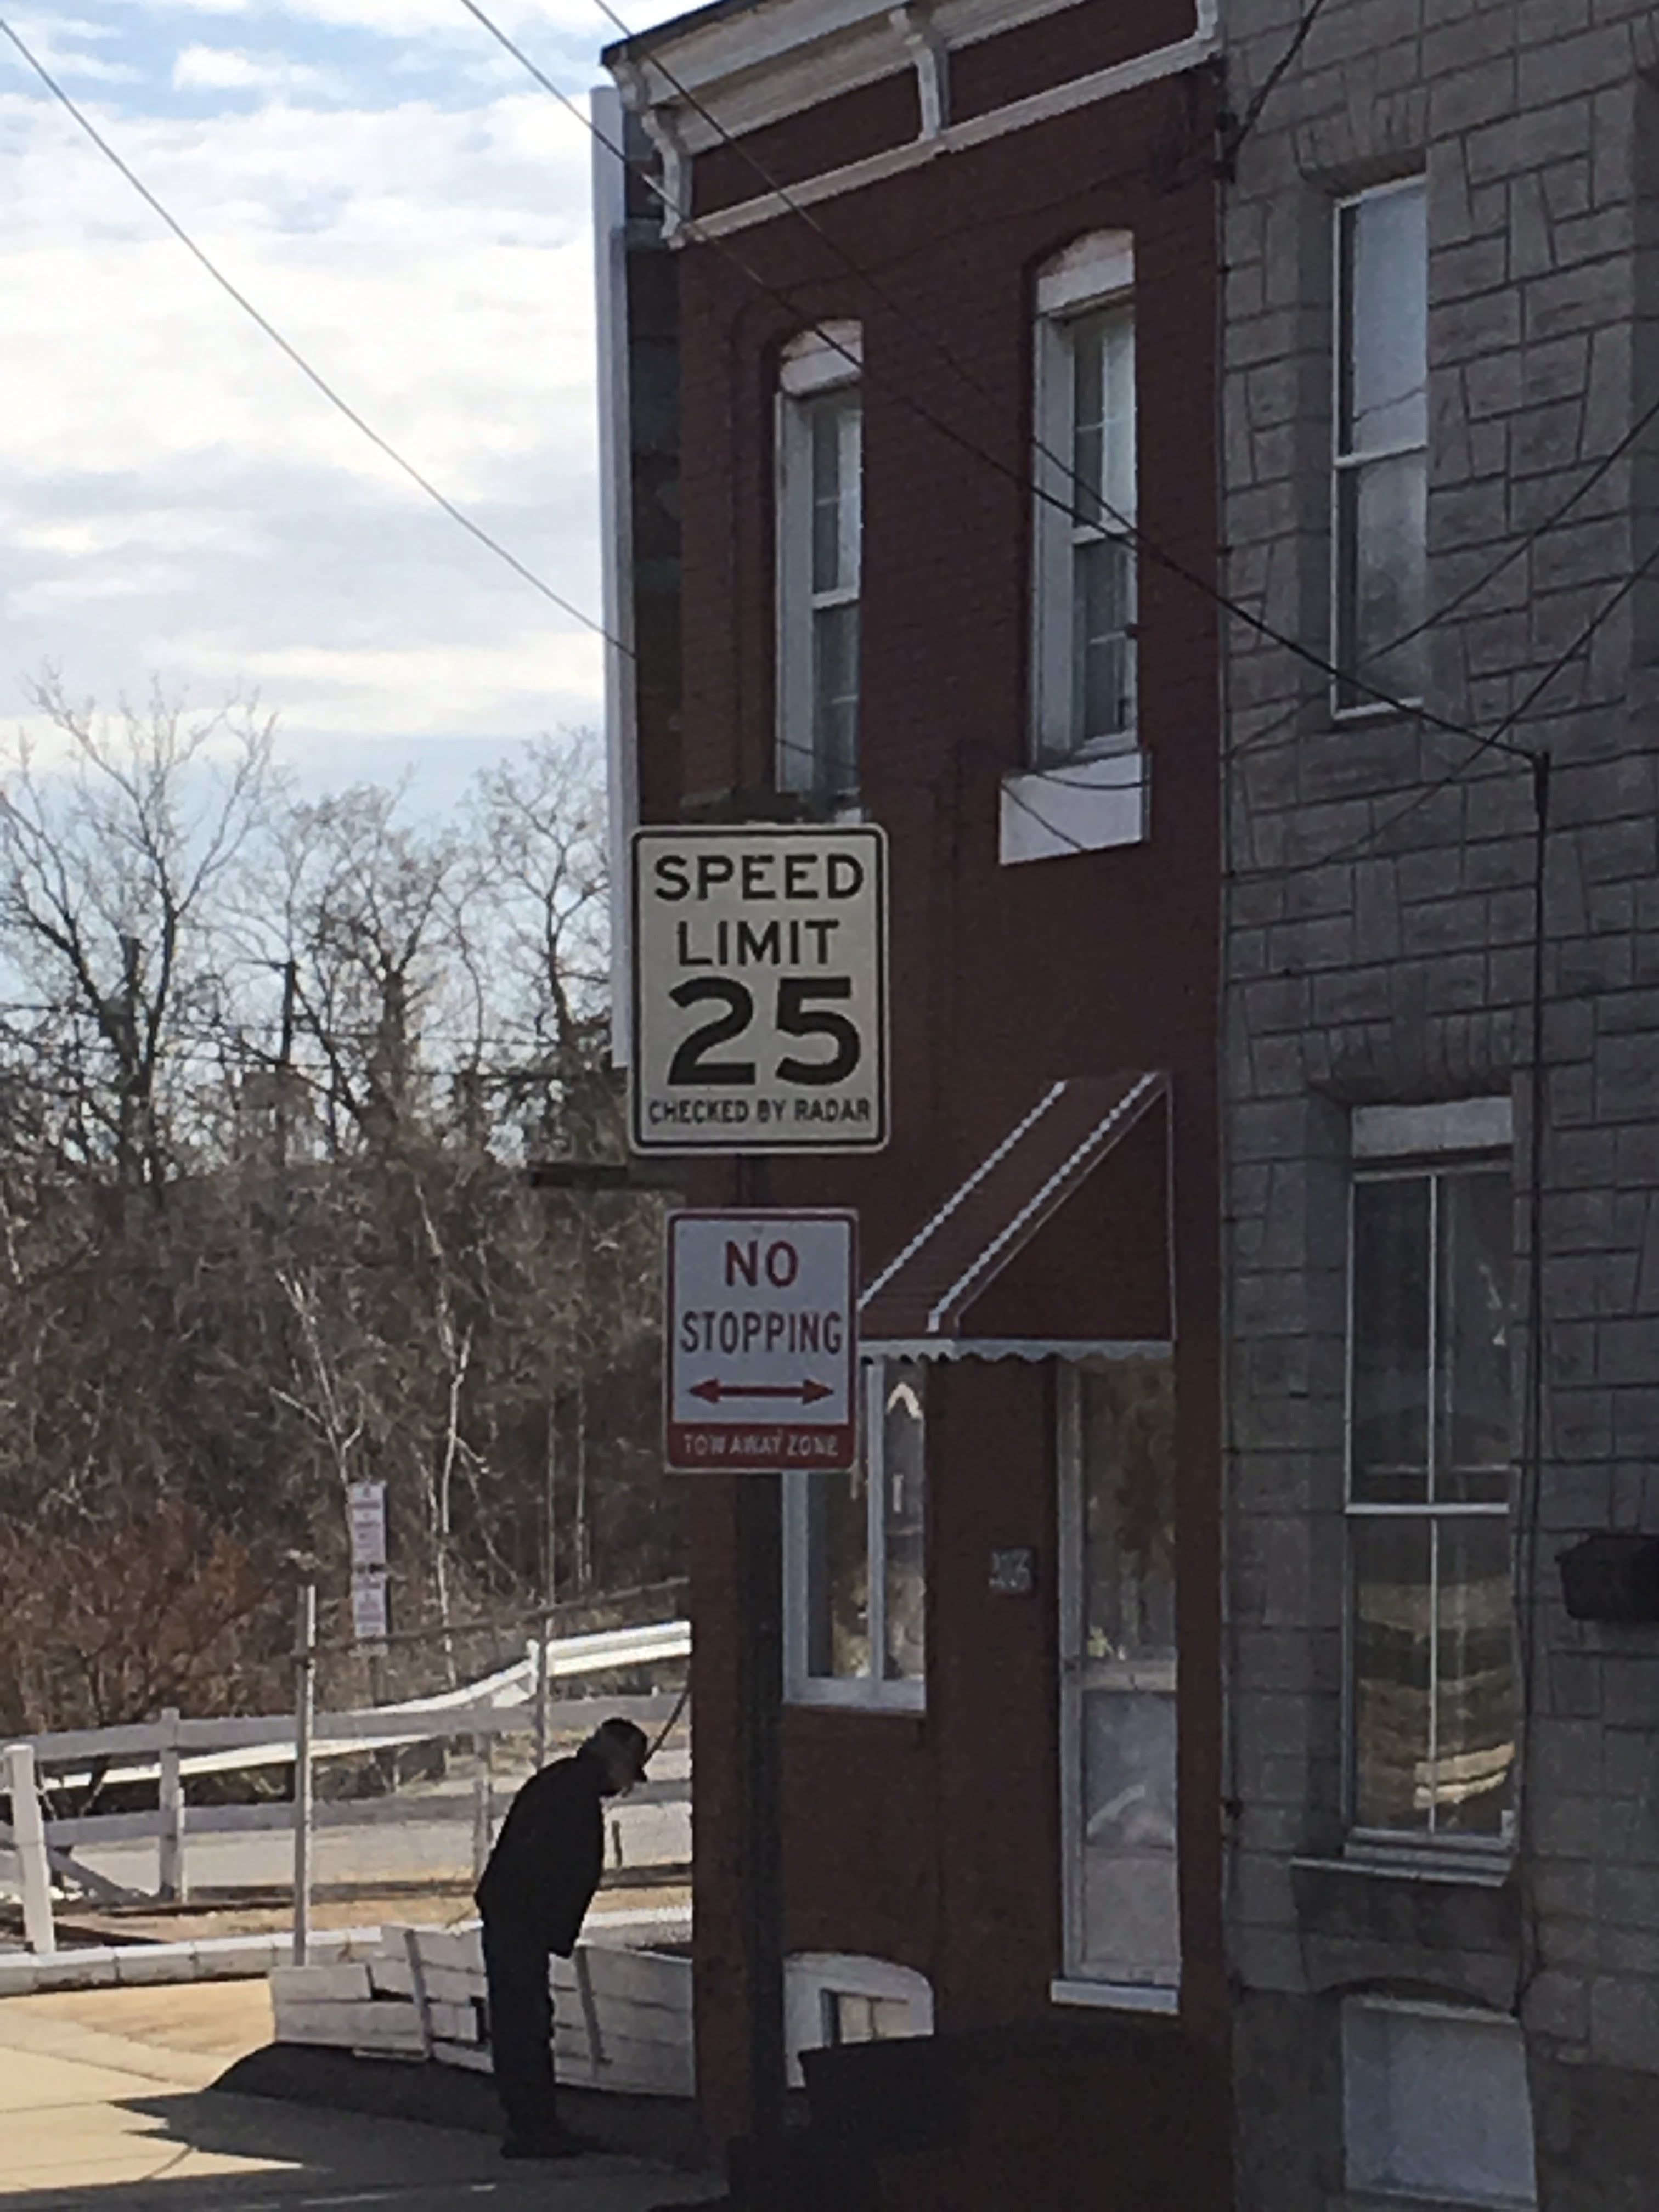 SPEED
LIMIT
25
CHECKED BY RADAR
NO
STOPPING
TOW AWAY ZONE